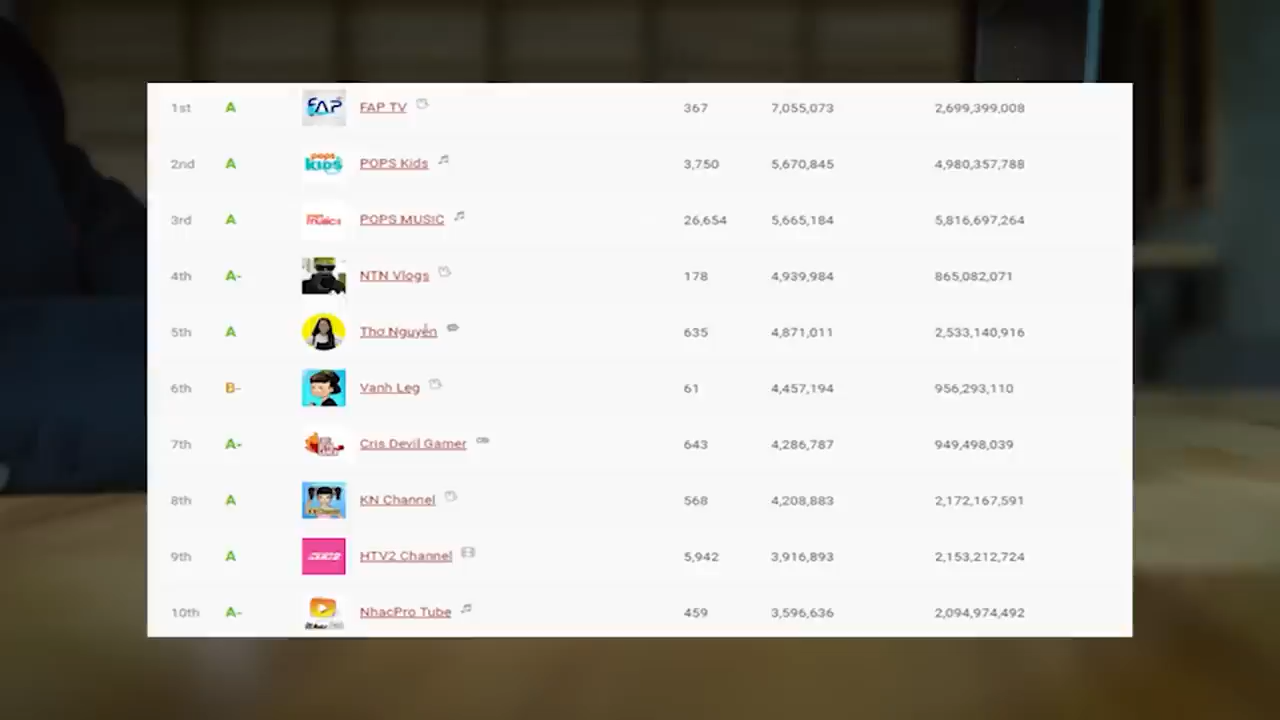 1st A FAP FAP TV 367 7,055,073 2,699,399,008
2nd A POPS Kids POPS Kids 3,750 5,670,845 4,980,357,788
3rd A POPS music POPS MUSIC 26,654 5,665,184 5,816,697,264
4th A- NTN Vlogs 178 4,939,984 865,082,071
5th A Thơ Nguyễn 635 4,871,011 2,533,140,916
6th B- Vanh Leg 61 4,457,194 956,293,110
7th A- Cris Devil Gamer 643 4,286,787 949,498,039
8th A KN Channel 568 4,208,883 2,172,167,591
9th A HTV2 Channel 5,942 3,916,893 2,153,212,724
10th A- NhacPro Tube 459 3,596,636 2,094,974,492